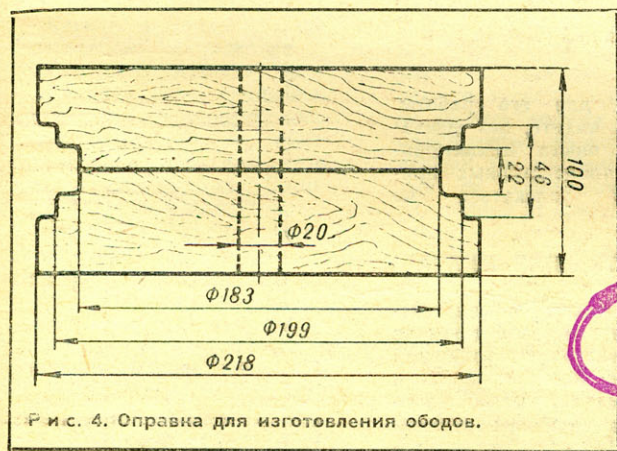 22
46
100
Ф20
Ф183
Ф199
Ф218
Рис. 4. Оправка для изготовления ободов.